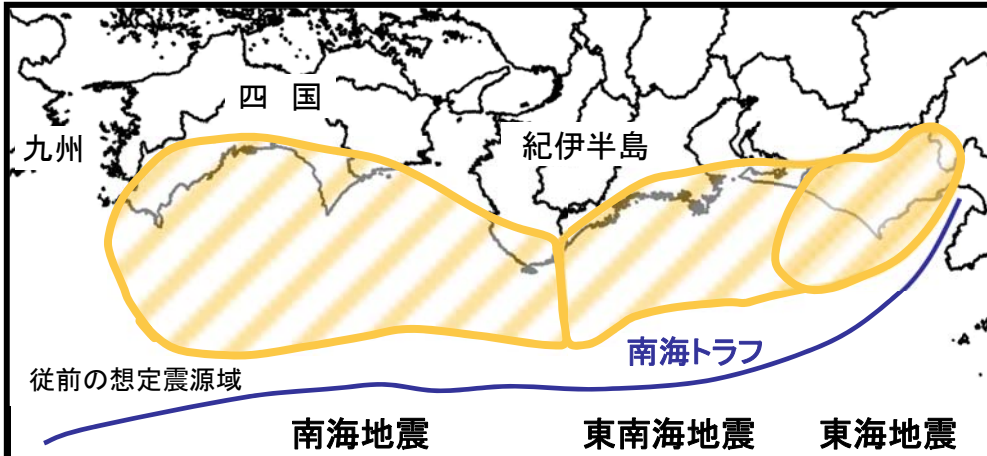 四 国
九州
紀伊半島
南海トラフ
従前の想定震源域
南海地震
東南海地震
東海地震